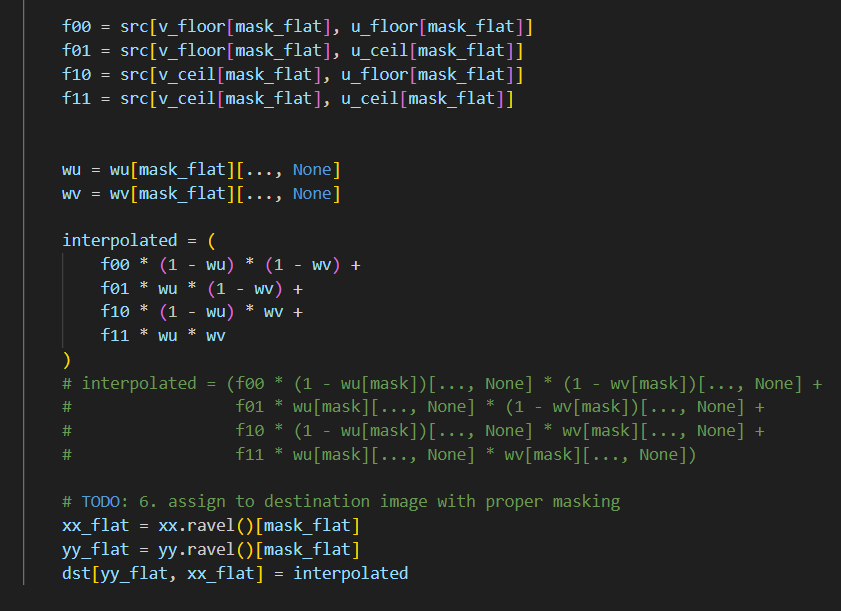 f00 = src[v_floor[mask_flat], u_floor[mask_flat]]
f01 = src[v_floor[mask_flat], u_ceil[mask_flat]]
f10 = src[v_ceil[mask_flat], u_floor[mask_flat]]
f11 = src[v_ceil[mask_flat], u_ceil[mask_flat]]
wu = wu[mask_flat][..., None]
wv = wv[mask_flat][..., None]
interpolated = (
    f00 * (1 - wu) * (1 - wv) +
    f01 * wu * (1 - wv) +
    f10 * (1 - wu) * wv +
    f11 * wu * wv
)
# interpolated = (f00 * (1 - wu[mask])[..., None] * (1 - wv[mask])[..., None] +
#                 f01 * wu[mask][..., None] * (1 - wv[mask])[..., None] +
#                 f10 * (1 - wu[mask])[..., None] * wv[mask][..., None] +
#                 f11 * wu[mask][..., None] * wv[mask][..., None])
# TODO: 6. assign to destination image with proper masking
xx_flat = xx.ravel()[mask_flat]
yy_flat = yy.ravel()[mask_flat]
dst[yy_flat, xx_flat] = interpolated